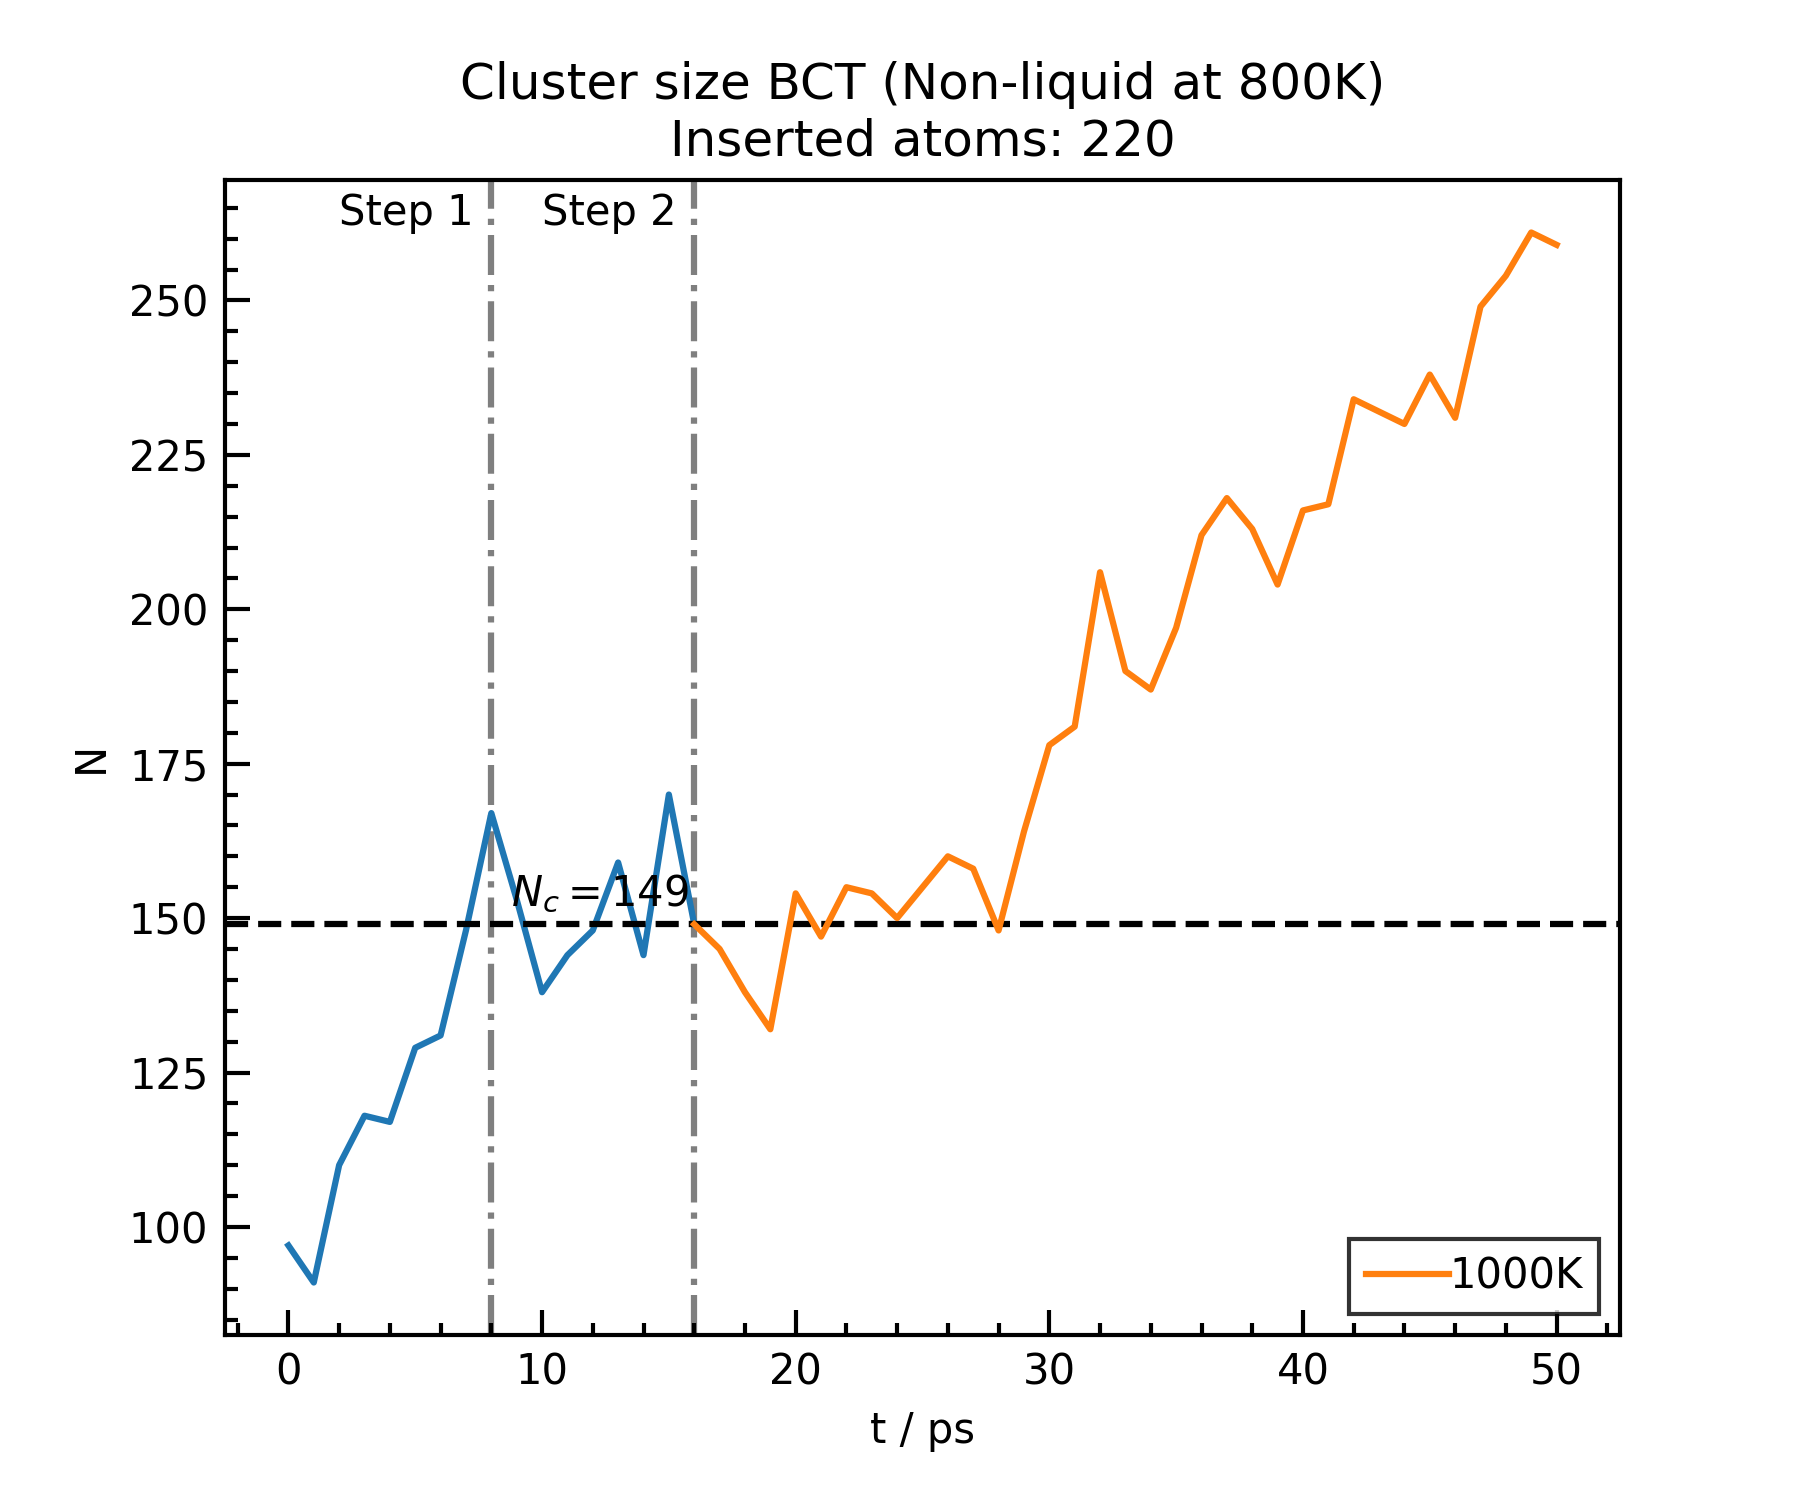 Cluster size BCT (Non-liquid at 800K)
Inserted atoms: 220
Step 1
Step 2
250
225
200
175
150
125
100
N
N_c = 149
1000K
0
10
20
30
40
50
t / ps